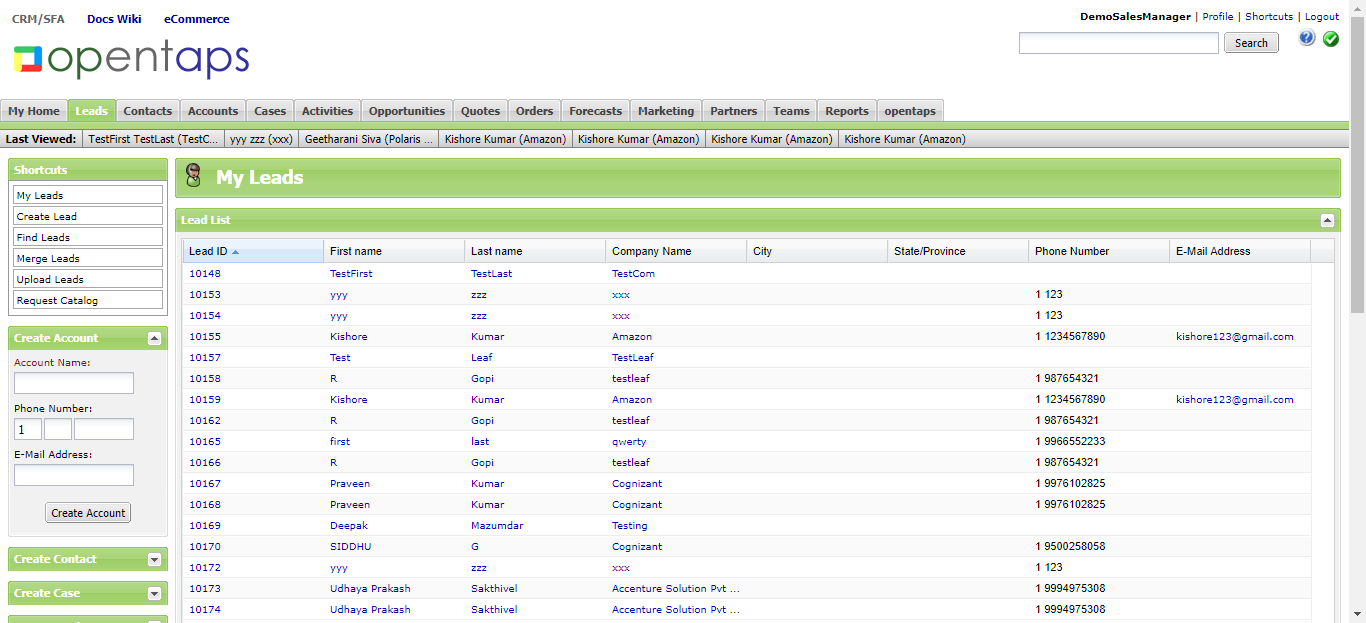 CRM/SFA Docs Wiki eCommerce
DemoSalesManager | Profile | Shortcuts | Logout
opentaps
Search
My Home Leads Contacts Accounts Cases Activities Opportunities Quotes Orders Forecasts Marketing Partners Teams Reports opentaps
Last Viewed: TestFirst TestLast (TestC... yyy zzz (xxx) Geetharani Siva (Polaris ... Kishore Kumar (Amazon) Kishore Kumar (Amazon) Kishore Kumar (Amazon) Kishore Kumar (Amazon)
Shortcuts
My Leads
Create Lead
Find Leads
Merge Leads
Upload Leads
Request Catalog
Create Account
Account Name:
Phone Number:
1
E-Mail Address:
Create Account
Create Contact
Create Case
My Leads
Lead List
Lead ID First name Last name Company Name City State/Province Phone Number E-Mail Address
10148 TestFirst TestLast TestCom
10153 yyy zzz xxx 1 123
10154 yyy zzz xxx 1 123
10155 Kishore Kumar Amazon 1 1234567890 kishore123@gmail.com
10157 Test Leaf TestLeaf
10158 R Gopi testleaf 1 987654321
10159 Kishore Kumar Amazon 1 1234567890 kishore123@gmail.com
10162 R Gopi testleaf 1 987654321
10165 first last qwerty 1 9966552233
10166 R Gopi testleaf 1 987654321
10167 Praveen Kumar Cognizant 1 9976102825
10168 Praveen Kumar Cognizant 1 9976102825
10169 Deepak Mazumdar Testing
10170 SIDDHU G Cognizant 1 9500258058
10172 yyy zzz xxx 1 123
10173 Udhaya Prakash Sakthivel Accenture Solution Pvt ... 1 9994975308
10174 Udhaya Prakash Sakthivel Accenture Solution Pvt ... 1 9994975308